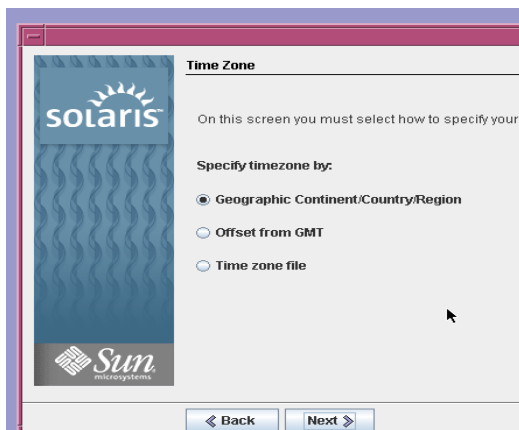 Time Zone
solaris
On this screen you must select how to specify your
Specify timezone by:
Geographic Continent/Country/Region
Offset from GMT
Time zone file
Sun
microsystems
Back
Next